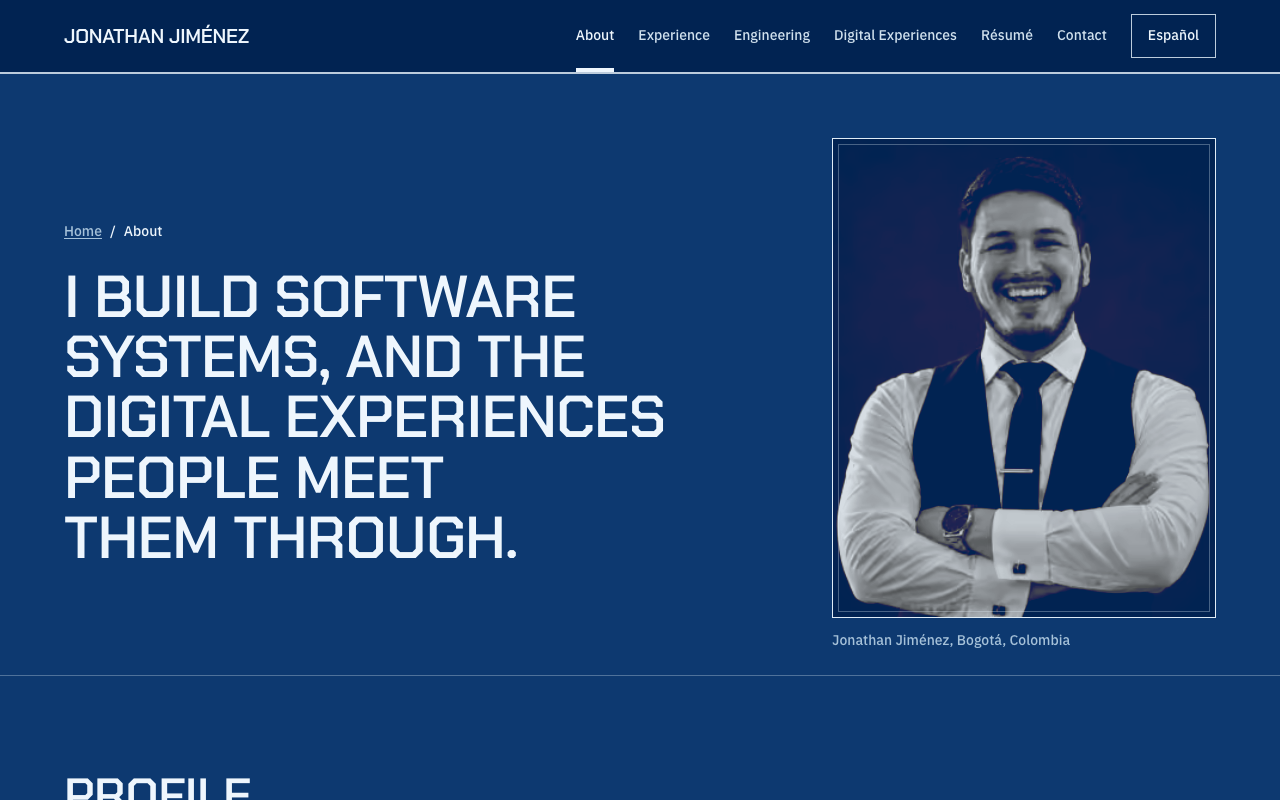 JONATHAN JIMÉNEZ
About Experience Engineering Digital Experiences Résumé Contact Español
Home / About
I BUILD SOFTWARE
SYSTEMS, AND THE
DIGITAL EXPERIENCES
PEOPLE MEET
THEM THROUGH.
Jonathan Jiménez, Bogotá, Colombia
PROFILE